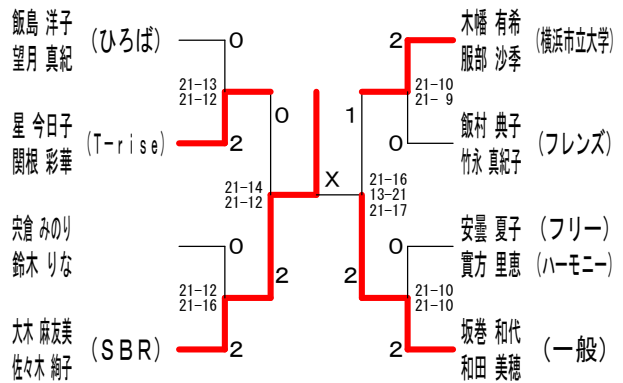 飯島 洋子
望月 真紀
(ひろば)
0
21-13
21-12
星 今日子
関根 彩華
(T-rise)
2
0
21-14
21-12
宍倉 みのり
鈴木 りな
0
21-12
21-16
2
大木 麻友美
佐々木 絢子
(SBR)
2
X
木幡 有希
服部 沙季
(横浜市立大学)
2
21-10
21- 9
1
飯村 典子
竹永 真紀子
(フレンズ)
0
21-16
13-21
21-17
安曇 夏子
實方 里恵
(フリー)
(ハーモニー)
0
21-10
21-10
2
坂巻 和代
和田 美穂
(一般)
2